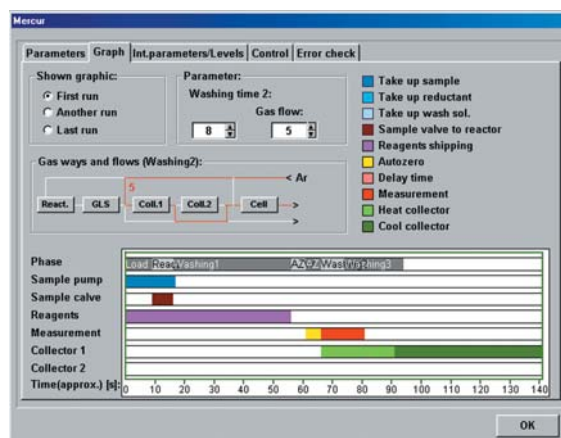 Mercur
Parameters Graph Int.parameters/Levels Control Error check
Shown graphic:
First run
Another run
Last run
Parameter:
Washing time 2:
Gas flow:
8 5
Take up sample
Take up reductant
Take up wash sol.
Sample valve to reactor
Reagents shipping
Autozero
Delay time
Measurement
Heat collector
Cool collector
Gas ways and flows (Washing2):
< Ar
5
React. GLS Coll.1 Coll.2 Cell >
>
Phase Load Washing1
Sample pump
Sample calve
Reagents
Measurement
Collector 1
Collector 2
Time(approx.) [s]: 0 10 20 30 40 50 60 70 80 90 100 110 120 130 140
OK